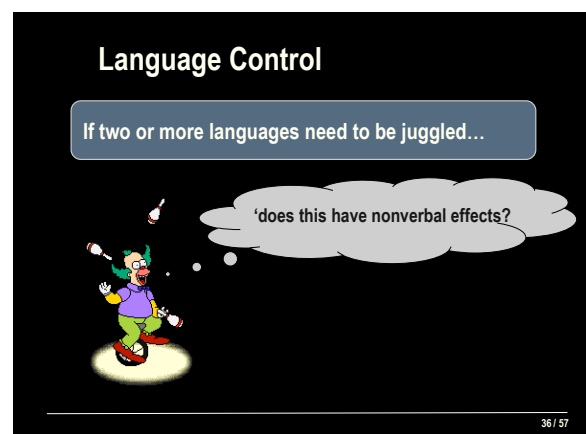 Language Control
If two or more languages need to be juggled…
‘does this have nonverbal effects?
36 / 57